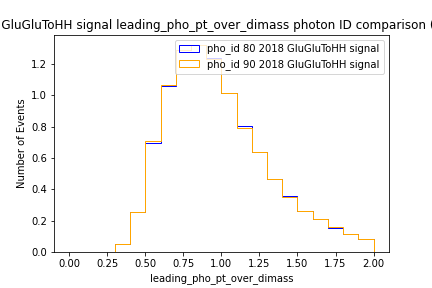 GluGluToHH signal leading_pho_pt_over_dimass photon ID comparison (
pho_id 80 2018 GluGluToHH signal
pho_id 90 2018 GluGluToHH signal
Number of Events
1.2
1.0
0.8
0.6
0.4
0.2
0.0
0.00 0.25 0.50 0.75 1.00 1.25 1.50 1.75 2.00
leading_pho_pt_over_dimass